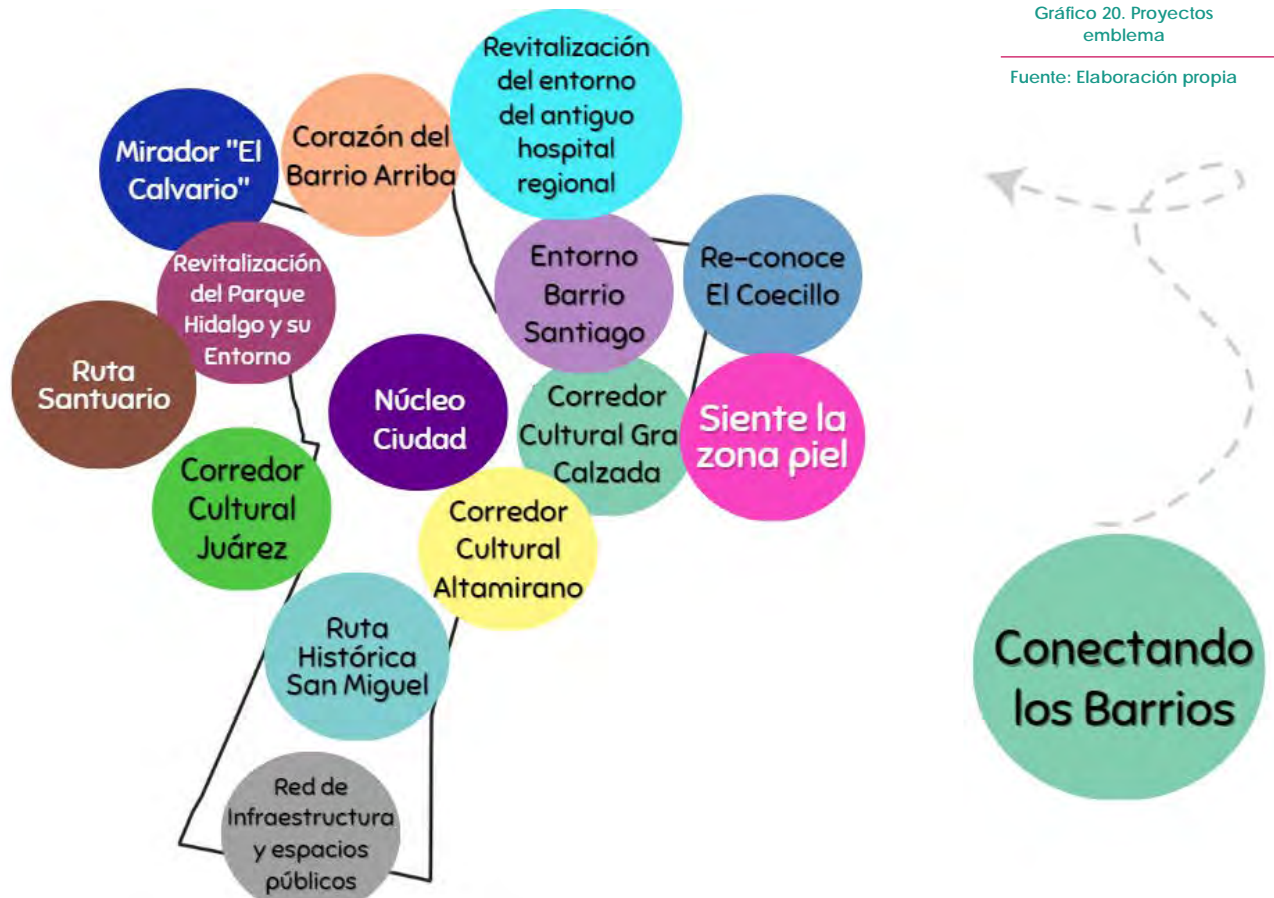 Gráfico 20. Proyectos
emblema
Fuente: Elaboración propia
Revitalización
del entorno
del antiguo
hospital
regional
Corazón del
Barrio Arriba
Mirador "El
Calvario"
Revitalización
del Parque
Hidalgo y su
Entorno
Entorno
Barrio
Santiago
Re-conoce
El Coecillo
Ruta
Santuario
Núcleo
Ciudad
Corredor
Cultural Gra
Calzada
Siente la
zona piel
Corredor
Cultural
Juárez
Corredor
Cultural
Altamirano
Ruta
Histórica
San Miguel
Red de
Infraestructura
y espacios
públicos
Conectando
los Barrios